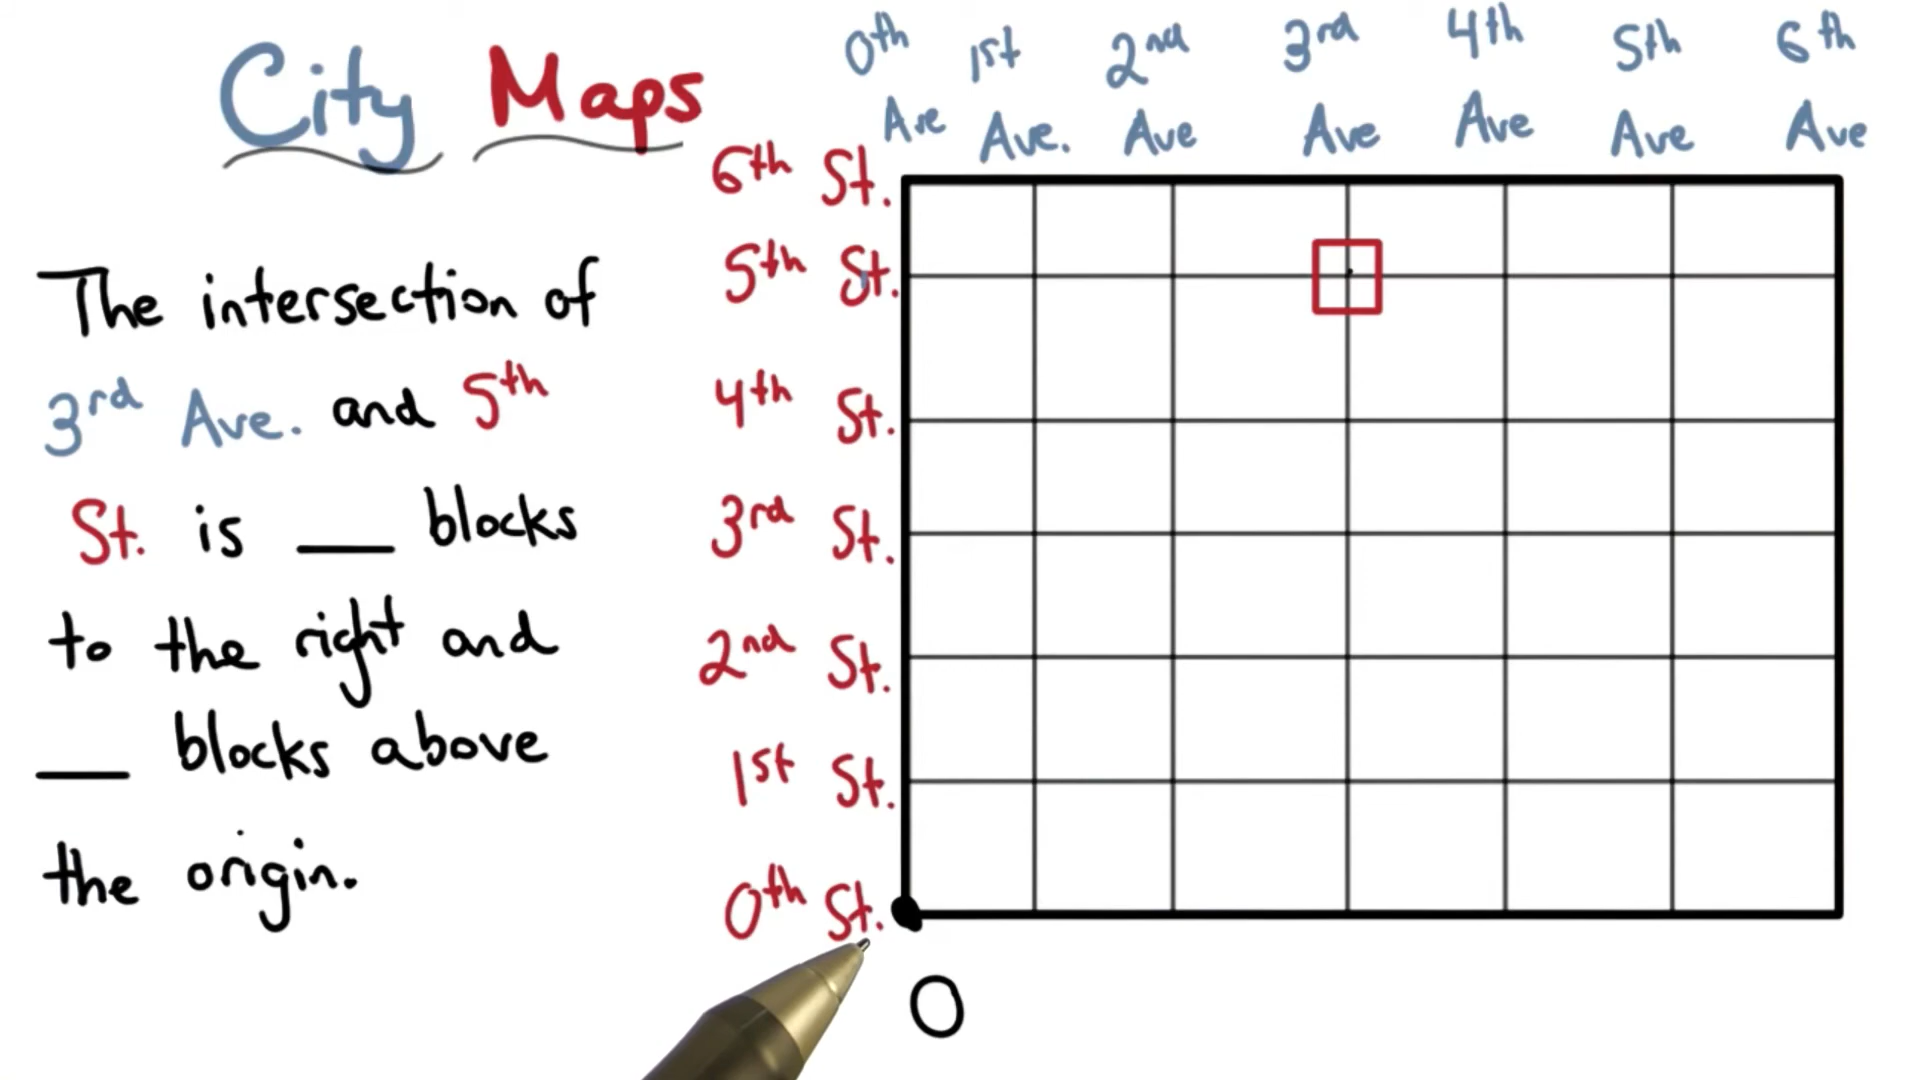 City Maps
0th 1st 2nd 3rd 4th 5th 6th
Ave Ave. Ave Ave Ave Ave Ave
6th St.
5th St.
4th St.
3rd St.
2nd St.
1st St.
0th St.
The intersection of
3rd Ave. and 5th
St. is ___ blocks
to the right and
___ blocks above
the origin.
0